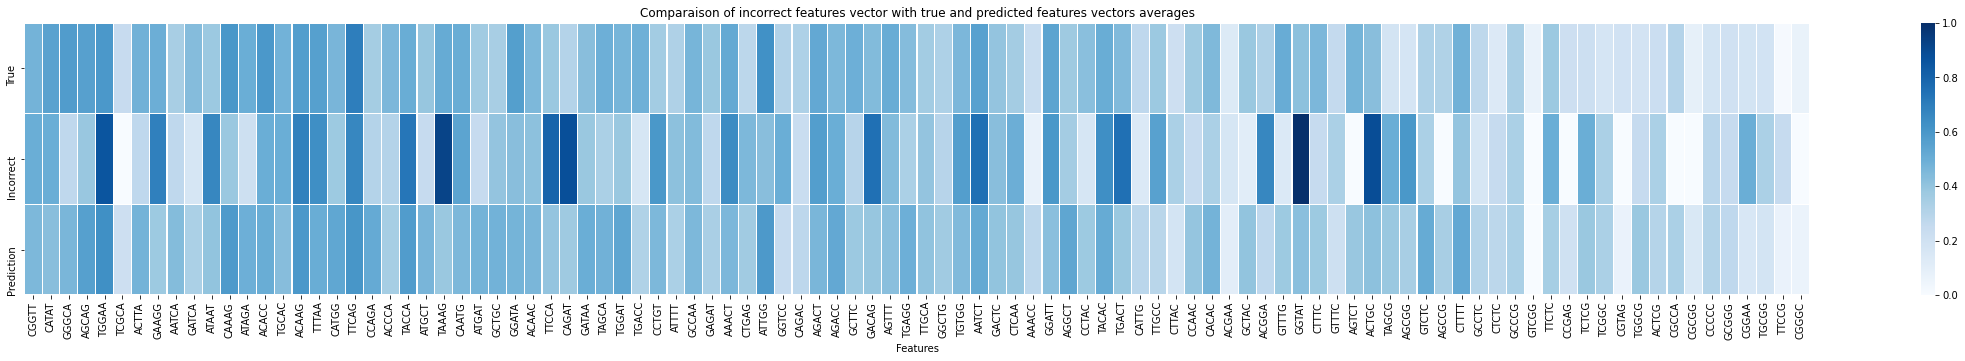 Comparaison of incorrect features vector with true and predicted features vectors averages
True
Incorrect
Prediction
CGGTT CATAT GGGCA AGCAG TGGAA TCGCA ACTTA GAAGG AATCA GATCA ATAAT CAAAG ATAGA ACACC TGCAC ACAAG TTTAA CATGG TTCAG CCAGA ACCCA TACCA ATGCT TAAAG CAATG ATGAT GCTGC GGATA ACAAC TTCCA CAGAT GATAA TAGCA TGGAT TGACC CCTGT ATTTT GCCAA GAGAT AAACT CTGAG ATTGG GGTCC CAGAC AGACT AGACC GCTTC GACAG AGTTT TGAGG TTGCA GGCTG TGTGG AATCT GACTC CTCAA AAACC GGATT AGGCT CCTAC TACAC TGACT CATTG TTGCC CTTAC CCAAC CACAC ACGAA GCTAC ACGGA GTTTG GGTAT CTTTC GTTTC AGTCT ACTGC TAGCG AGCGG GTCTC AGCCG CTTTT GCCTC CTCTC GCCCG GTCGG TTCTC CCGAG TCTCG TCGGC CGTAG TGGCG ACTCG CGCCA CGCGG CCCCC GCGGG CGGAA TGCGG TTCCG CGGGC
Features
1.0
0.8
0.6
0.4
0.2
0.0